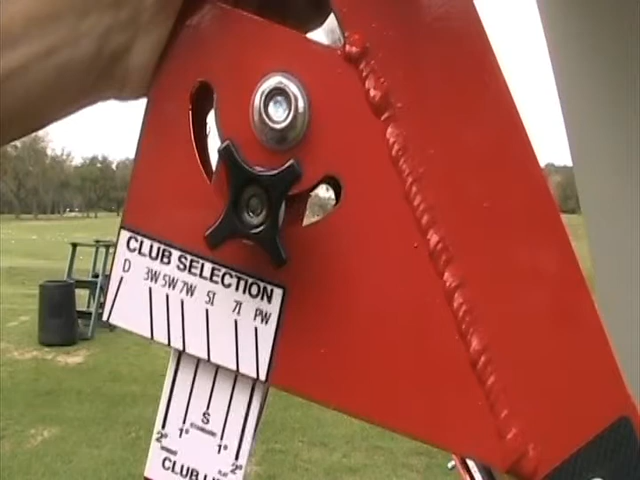 CLUB SELECTION
D 3W 5W 7W 5I 7I PW
S
2° 1° 1° 2°
CLUB